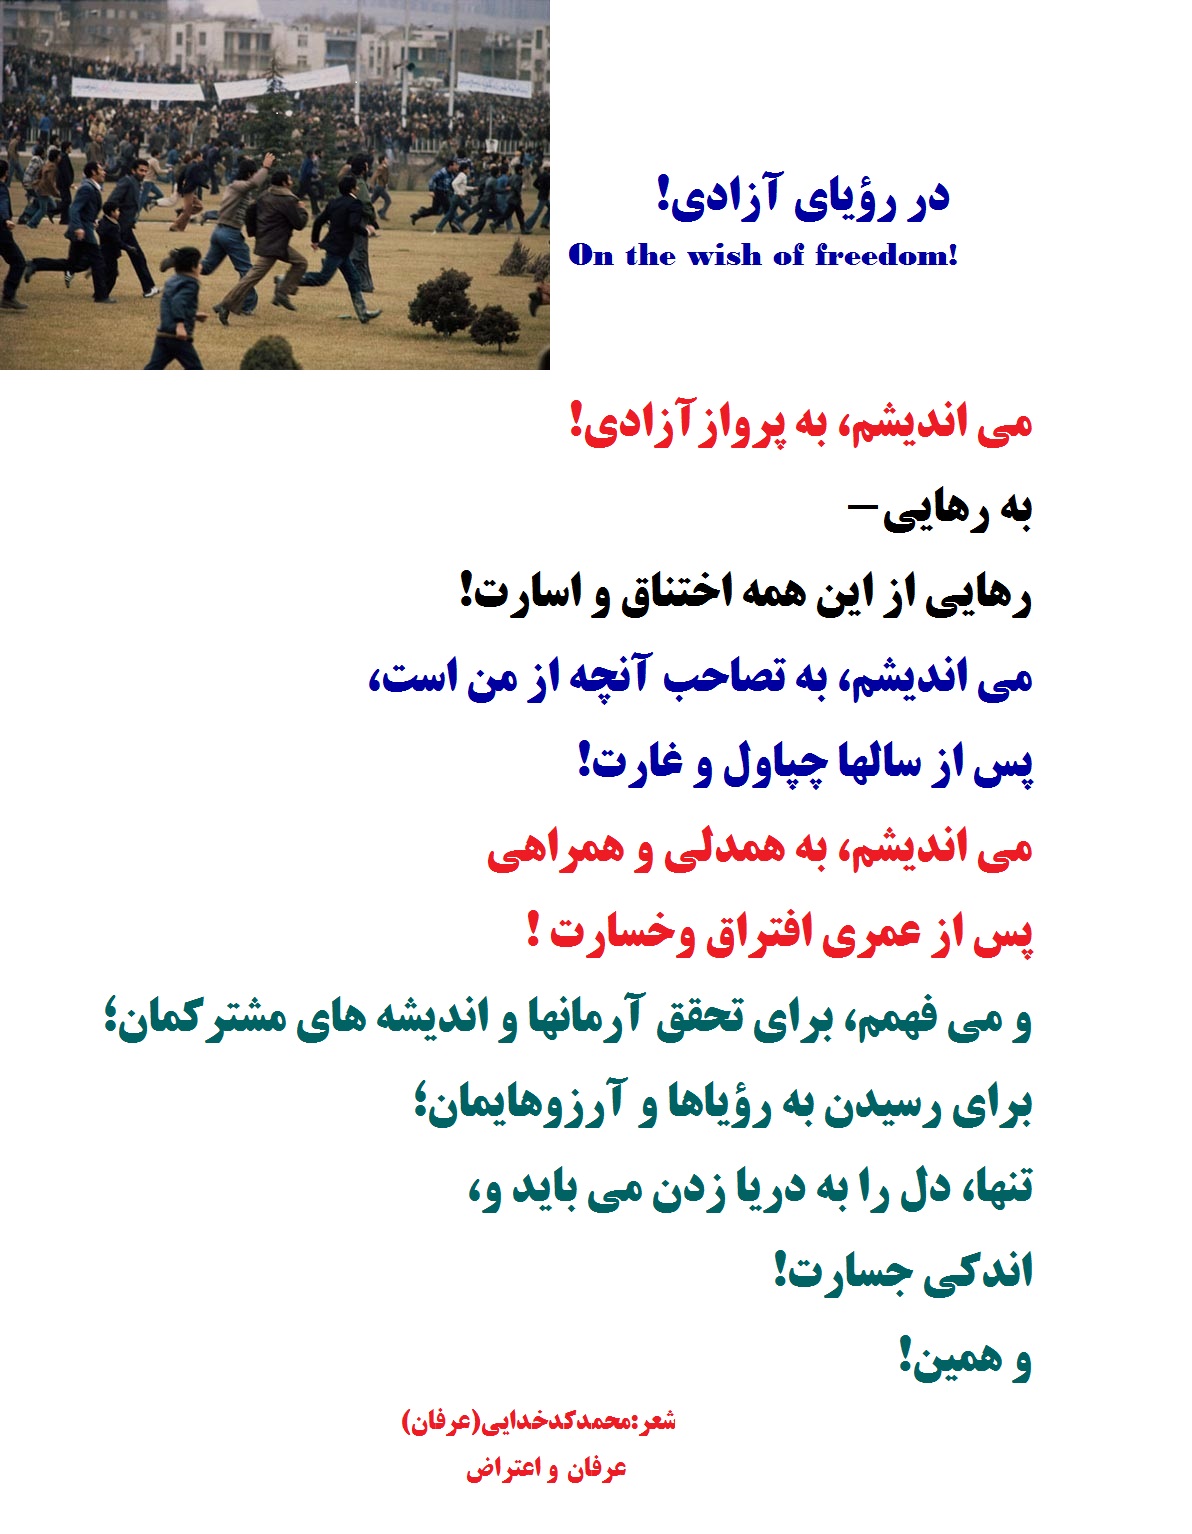 در رؤیای آزادی!
On the wish of freedom!
می اندیشم، به پروازآزادی!
به رهایی–
رهایی از این همه اختناق و اسارت!
می اندیشم، به تصاحب آنچه از من است،
پس از سالها چپاول و غارت!
می اندیشم، به همدلی و همراهی
پس از عمری افتراق وخسارت !
و می فهمم، برای تحقق آرمانها و اندیشه های مشترکمان؛
برای رسیدن به رؤیاها و آرزوهایمان؛
تنها، دل را به دریا زدن می باید و،
اندکی جسارت!
و همین!
شعر:محمدکدخدایی(عرفان)
عرفان و اعتراض